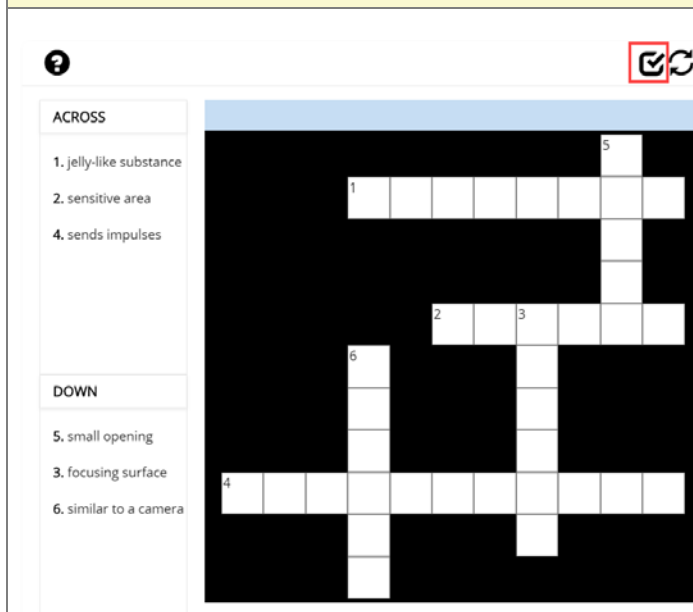 ACROSS
1. jelly-like substance
2. sensitive area
4. sends impulses
DOWN
5. small opening
3. focusing surface
6. similar to a camera
5
1
2
3
6
4